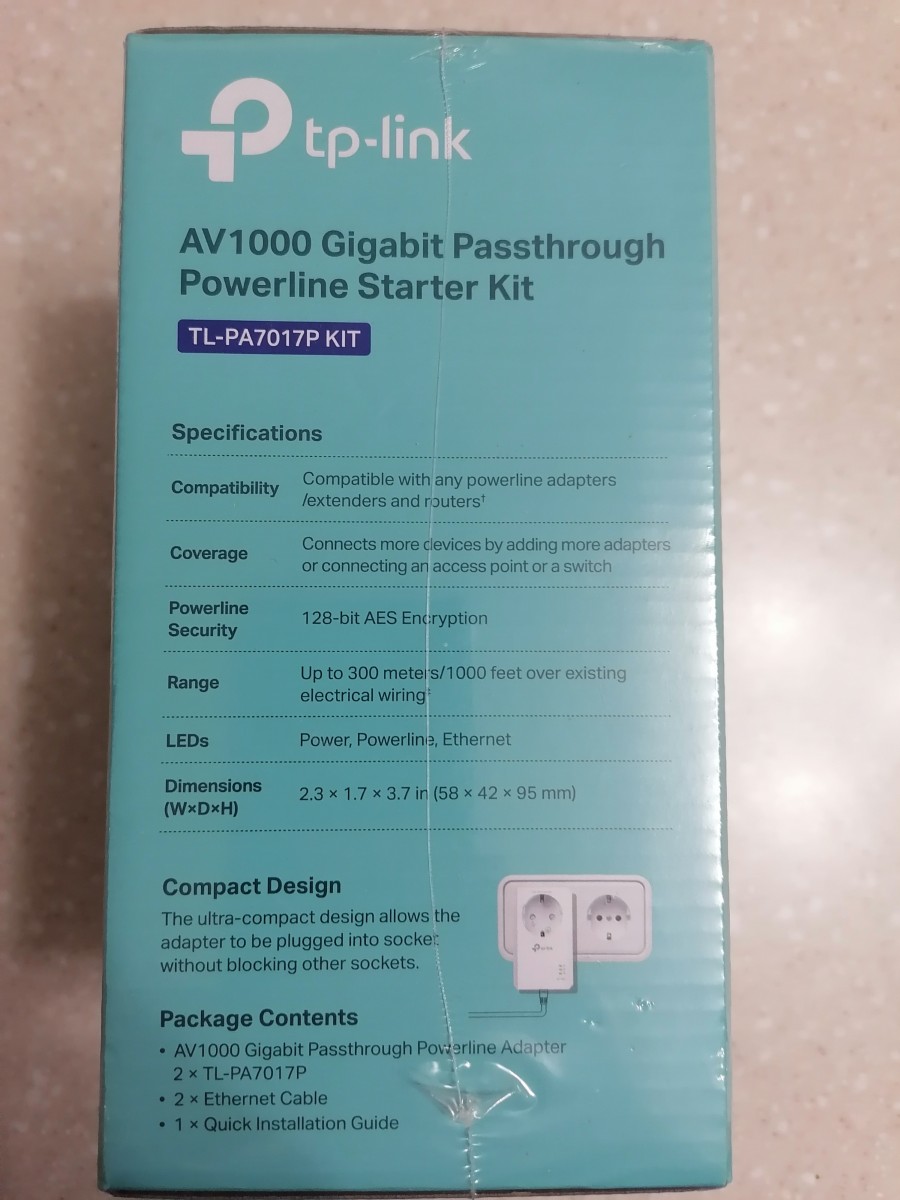 tp-link
AV1000 Gigabit Passthrough
Powerline Starter Kit
TL-PA7017P KIT
Specifications
Compatibility
Compatible with any powerline adapters
/extenders and routers†
Coverage
Connects more devices by adding more adapters
or connecting an access point or a switch
Powerline
Security
128-bit AES Encryption
Range
Up to 300 meters/1000 feet over existing
electrical wiring‡
LEDs
Power, Powerline, Ethernet
Dimensions
(W×D×H)
2.3 × 1.7 × 3.7 in (58 × 42 × 95 mm)
Compact Design
The ultra-compact design allows the
adapter to be plugged into socket
without blocking other sockets.
tp-link
Package Contents
• AV1000 Gigabit Passthrough Powerline Adapter
2 × TL-PA7017P
• 2 × Ethernet Cable
• 1 × Quick Installation Guide